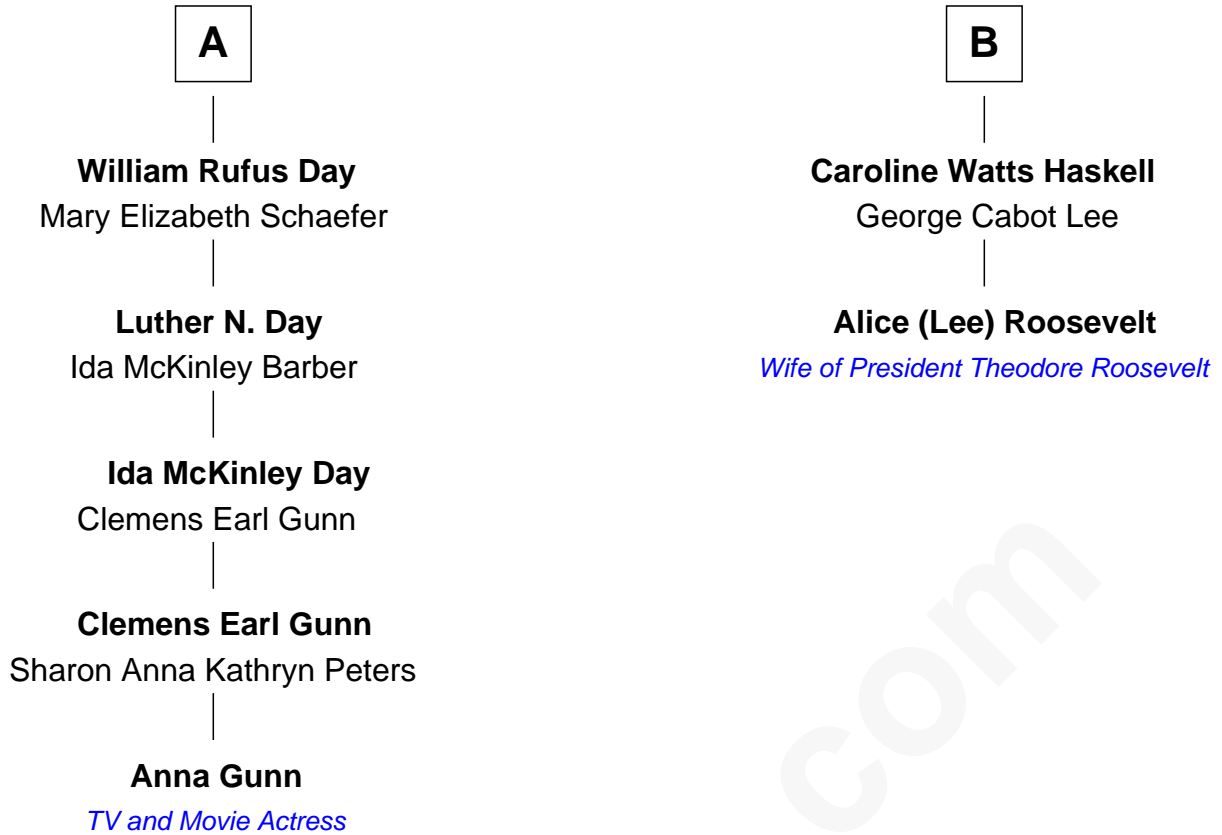 A
William Rufus Day
Mary Elizabeth Schaefer
Luther N. Day
Ida McKinley Barber
Ida McKinley Day
Clemens Earl Gunn
Clemens Earl Gunn
Sharon Anna Kathryn Peters
Anna Gunn
TV and Movie Actress
B
Caroline Watts Haskell
George Cabot Lee
Alice (Lee) Roosevelt
Wife of President Theodore Roosevelt
com